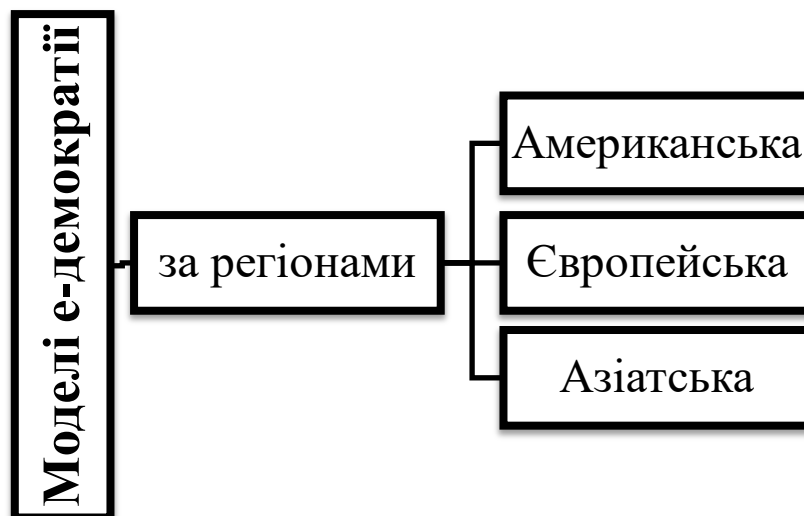 Моделі е-демократії
за регіонами
Американська
Європейська
Азіатська